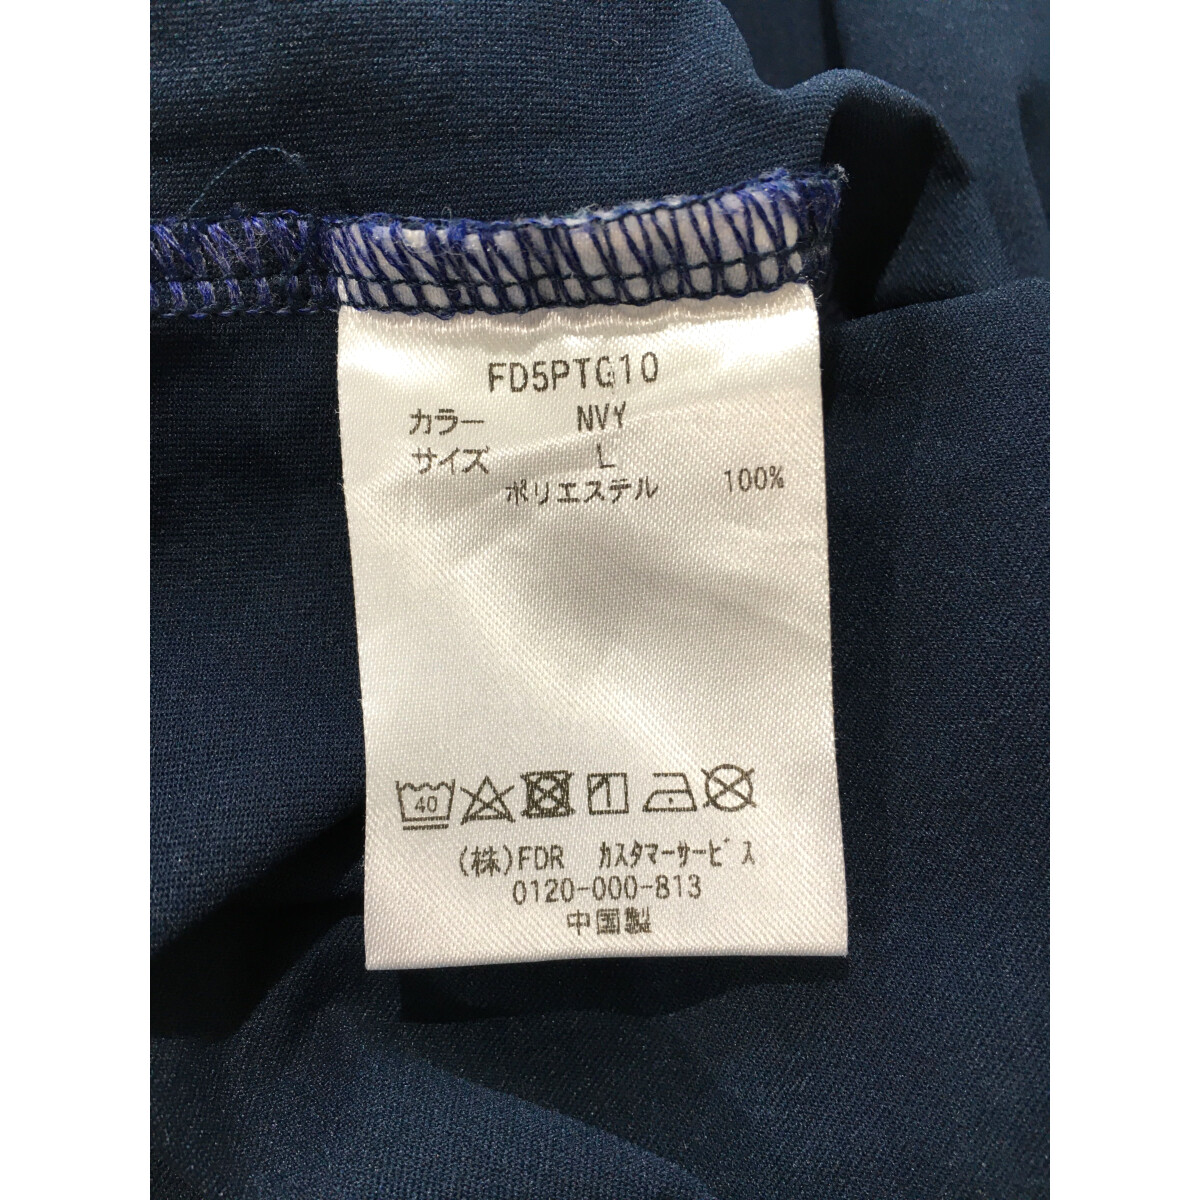 FD5PTG10
カラー NVY
サイズ L
ポリエステル 100%
40
(株)FDR カスタマーサービス
0120-000-813
中国製